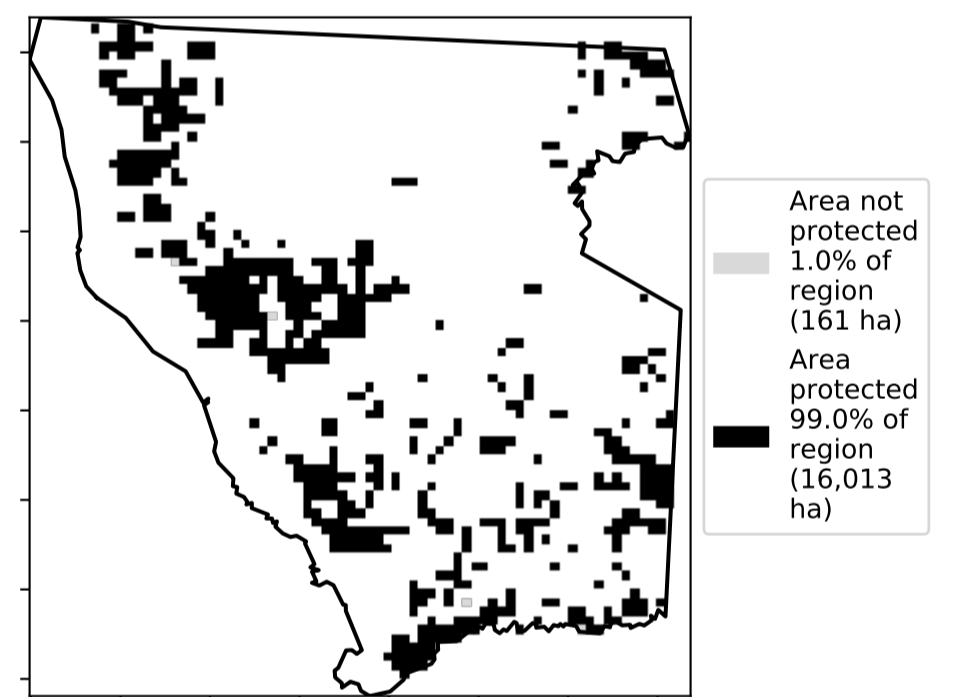 Area not
protected
1.0% of
region
(161 ha)
Area
protected
99.0% of
region
(16,013
ha)